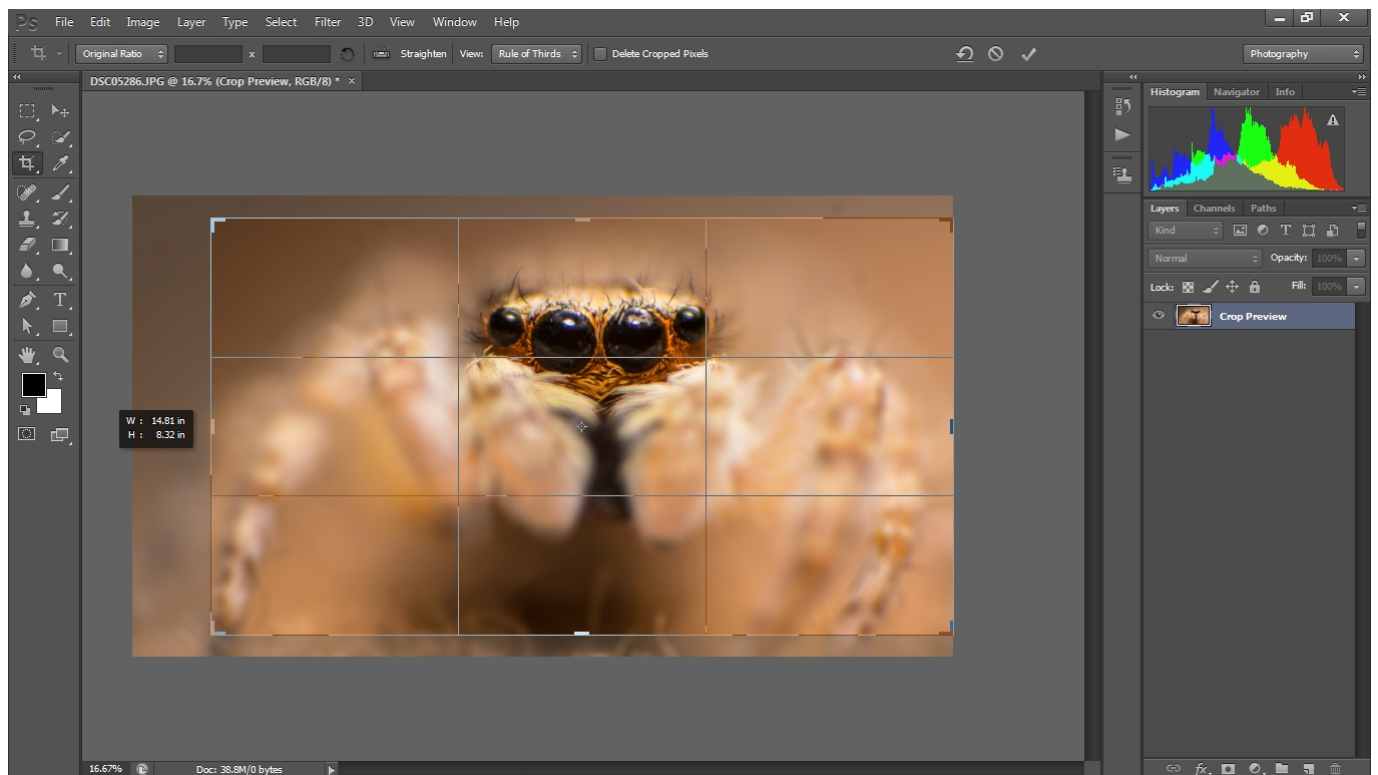 Ps File Edit Image Layer Type Select Filter 3D View Window Help
Original Ratio x Straighten View: Rule of Thirds Delete Cropped Pixels Photography
DSC05286.JPG @ 16.7% (Crop Preview, RGB/8) * ×
Histogram Navigator Info
Layers Channels Paths
Kind T
Normal Opacity: 100%
Lock: Fill: 100%
Crop Preview
T
W : 14.81 in
H : 8.32 in
16.67% Doc: 38.8M/0 bytes
fx